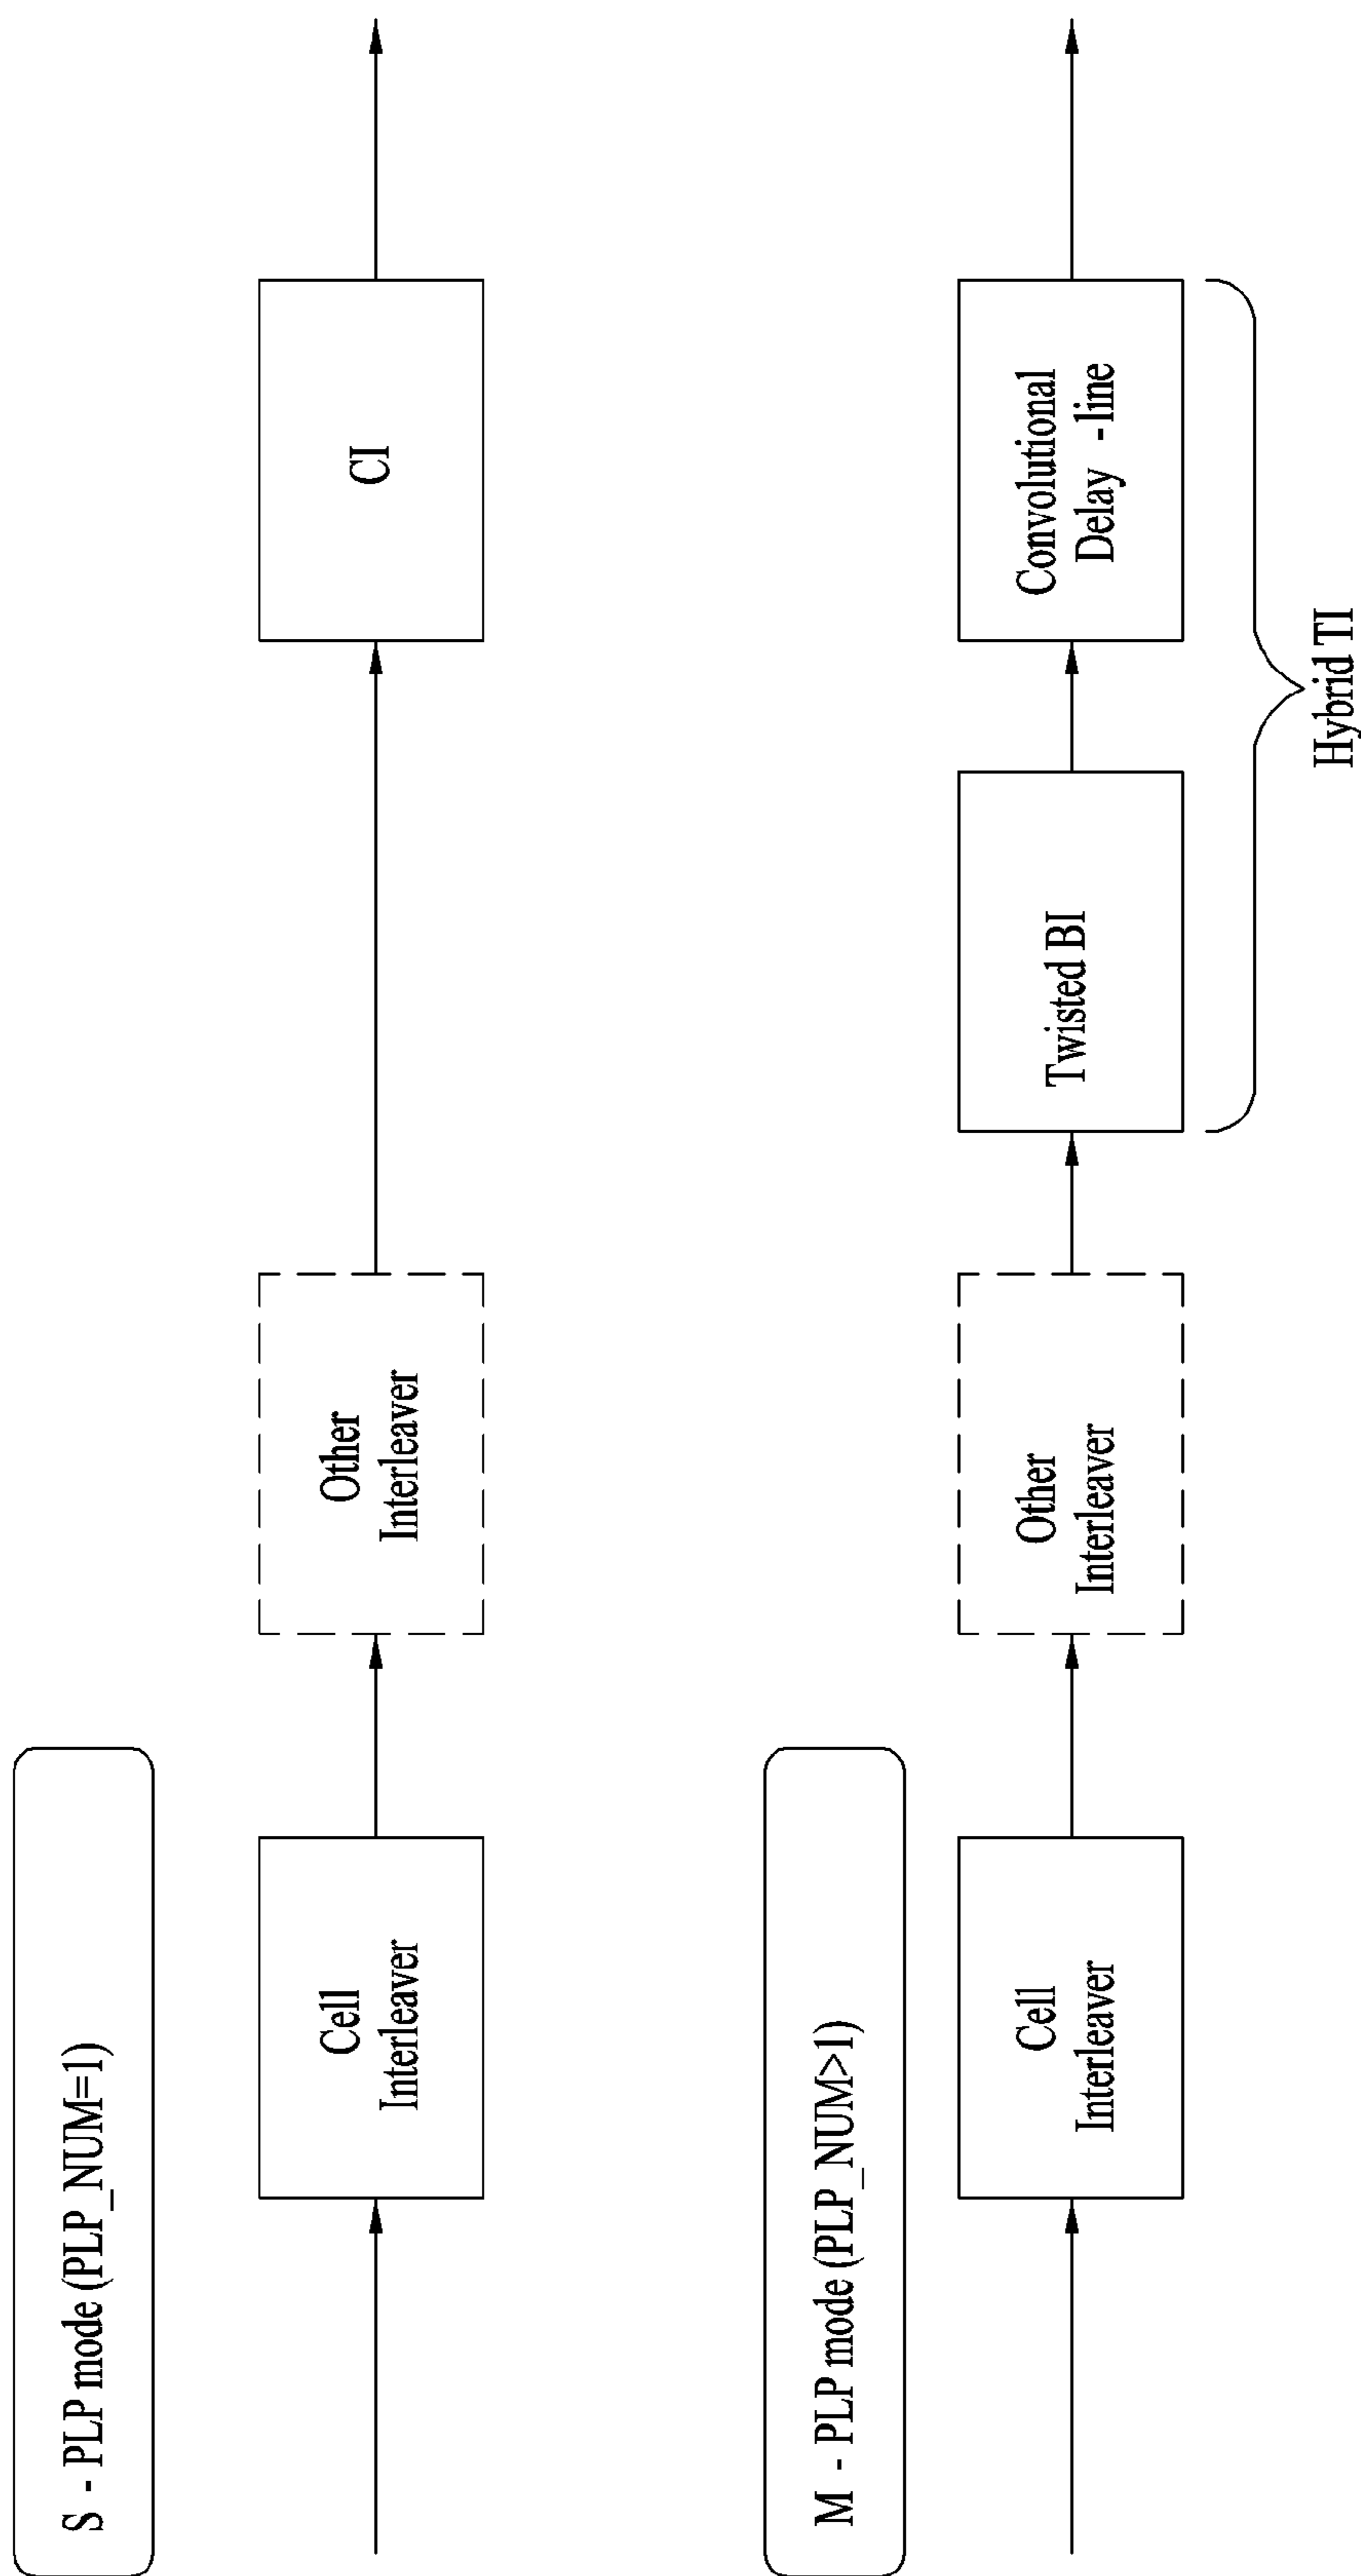 S - PLP mode (PLP_NUM=1)
Cell
Interleaver
Other
Interleaver
CI
M - PLP mode (PLP_NUM>1)
Cell
Interleaver
Other
Interleaver
Twisted BI
Convolutional
Delay -line
Hybrid TI